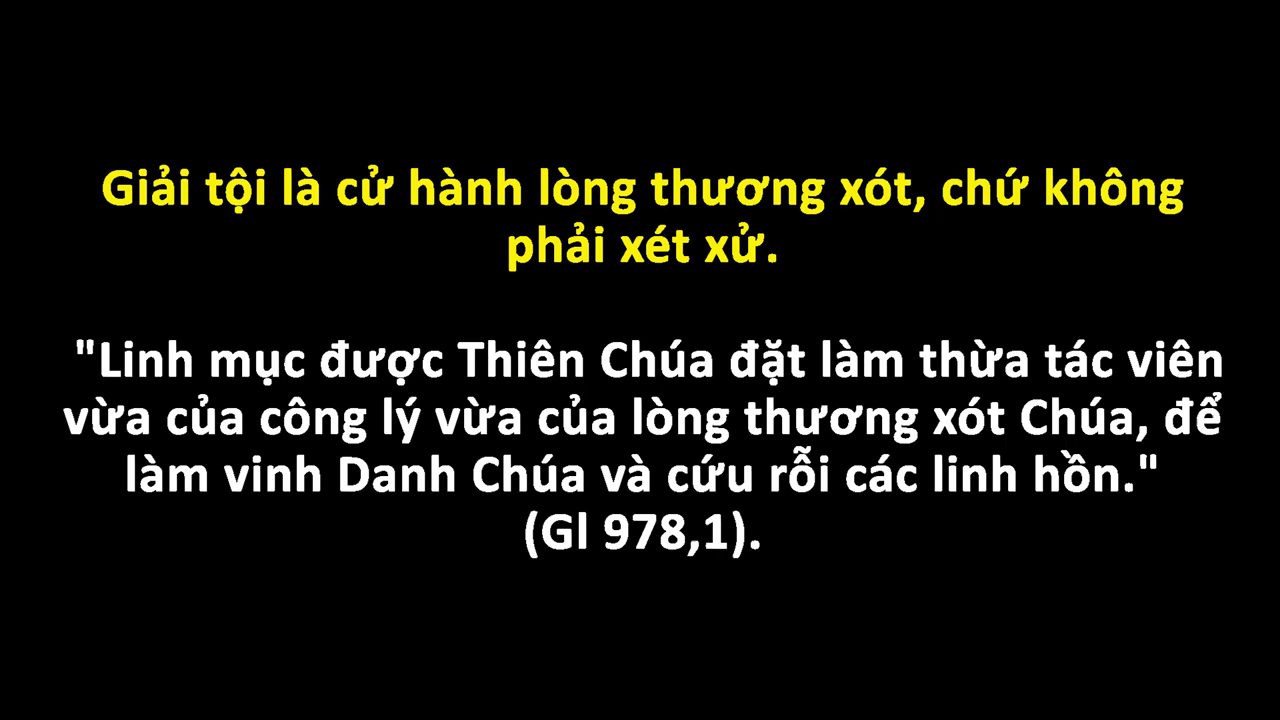 Giải tội là cử hành lòng thương xót, chứ không
phải xét xử.
"Linh mục được Thiên Chúa đặt làm thừa tác viên
vừa của công lý vừa của lòng thương xót Chúa, để
làm vinh Danh Chúa và cứu rỗi các linh hồn."
(Gl 978,1).